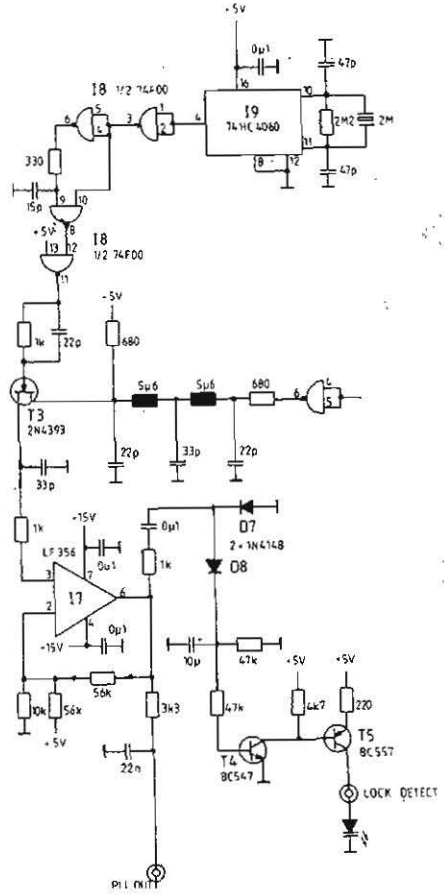 +5V
0µ1
47p
16
I8
1/2 74F00
6
5
4
3
1
2
4
I9
74HC4060
10
11
2M2
2M
8
12
47p
330
15p
9
10
8
+5V
13
12
I8
1/2 74F00
11
1k
22p
-5V
680
T3
2N4393
5µ6
5µ6
680
6
4
5
22p
33p
22p
33p
1k
-15V
0µ1
LF356
0µ1
1k
D7
2 × 1N4148
D8
3
7
I7
6
2
4
-15V
0µ1
10µ
47k
56k
10k
56k
+5V
3k3
47k
+5V
4k7
+5V
220
T4
BC547
T5
BC557
22n
LOCK DETECT
PLL OUT